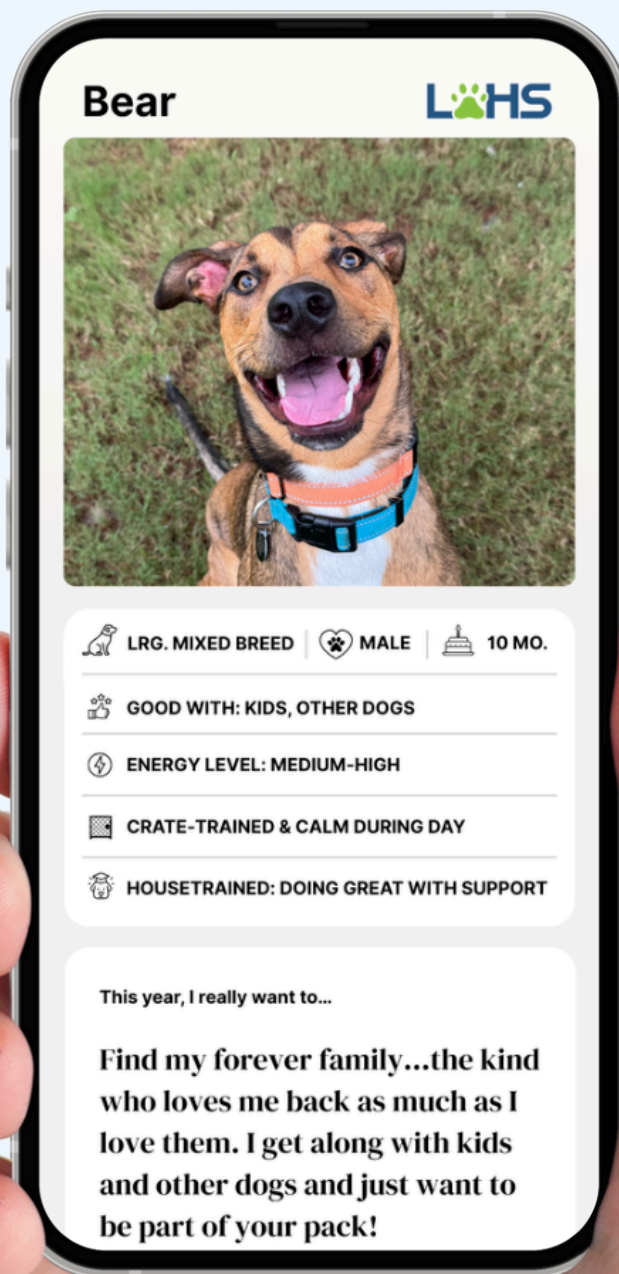 Bear
LHS
LRG. MIXED BREED
MALE
10 MO.
GOOD WITH: KIDS, OTHER DOGS
ENERGY LEVEL: MEDIUM-HIGH
CRATE-TRAINED & CALM DURING DAY
HOUSETRAINED: DOING GREAT WITH SUPPORT
This year, I really want to...
Find my forever family...the kind
who loves me back as much as I
love them. I get along with kids
and other dogs and just want to
be part of your pack!